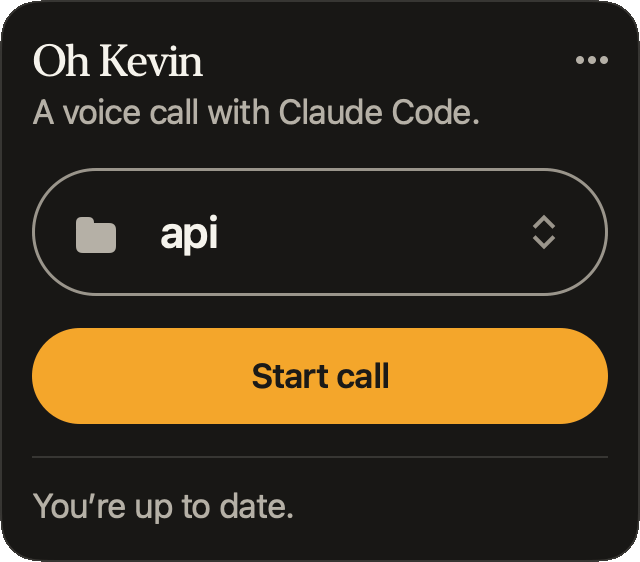 Oh Kevin
A voice call with Claude Code.
api
Start call
You’re up to date.